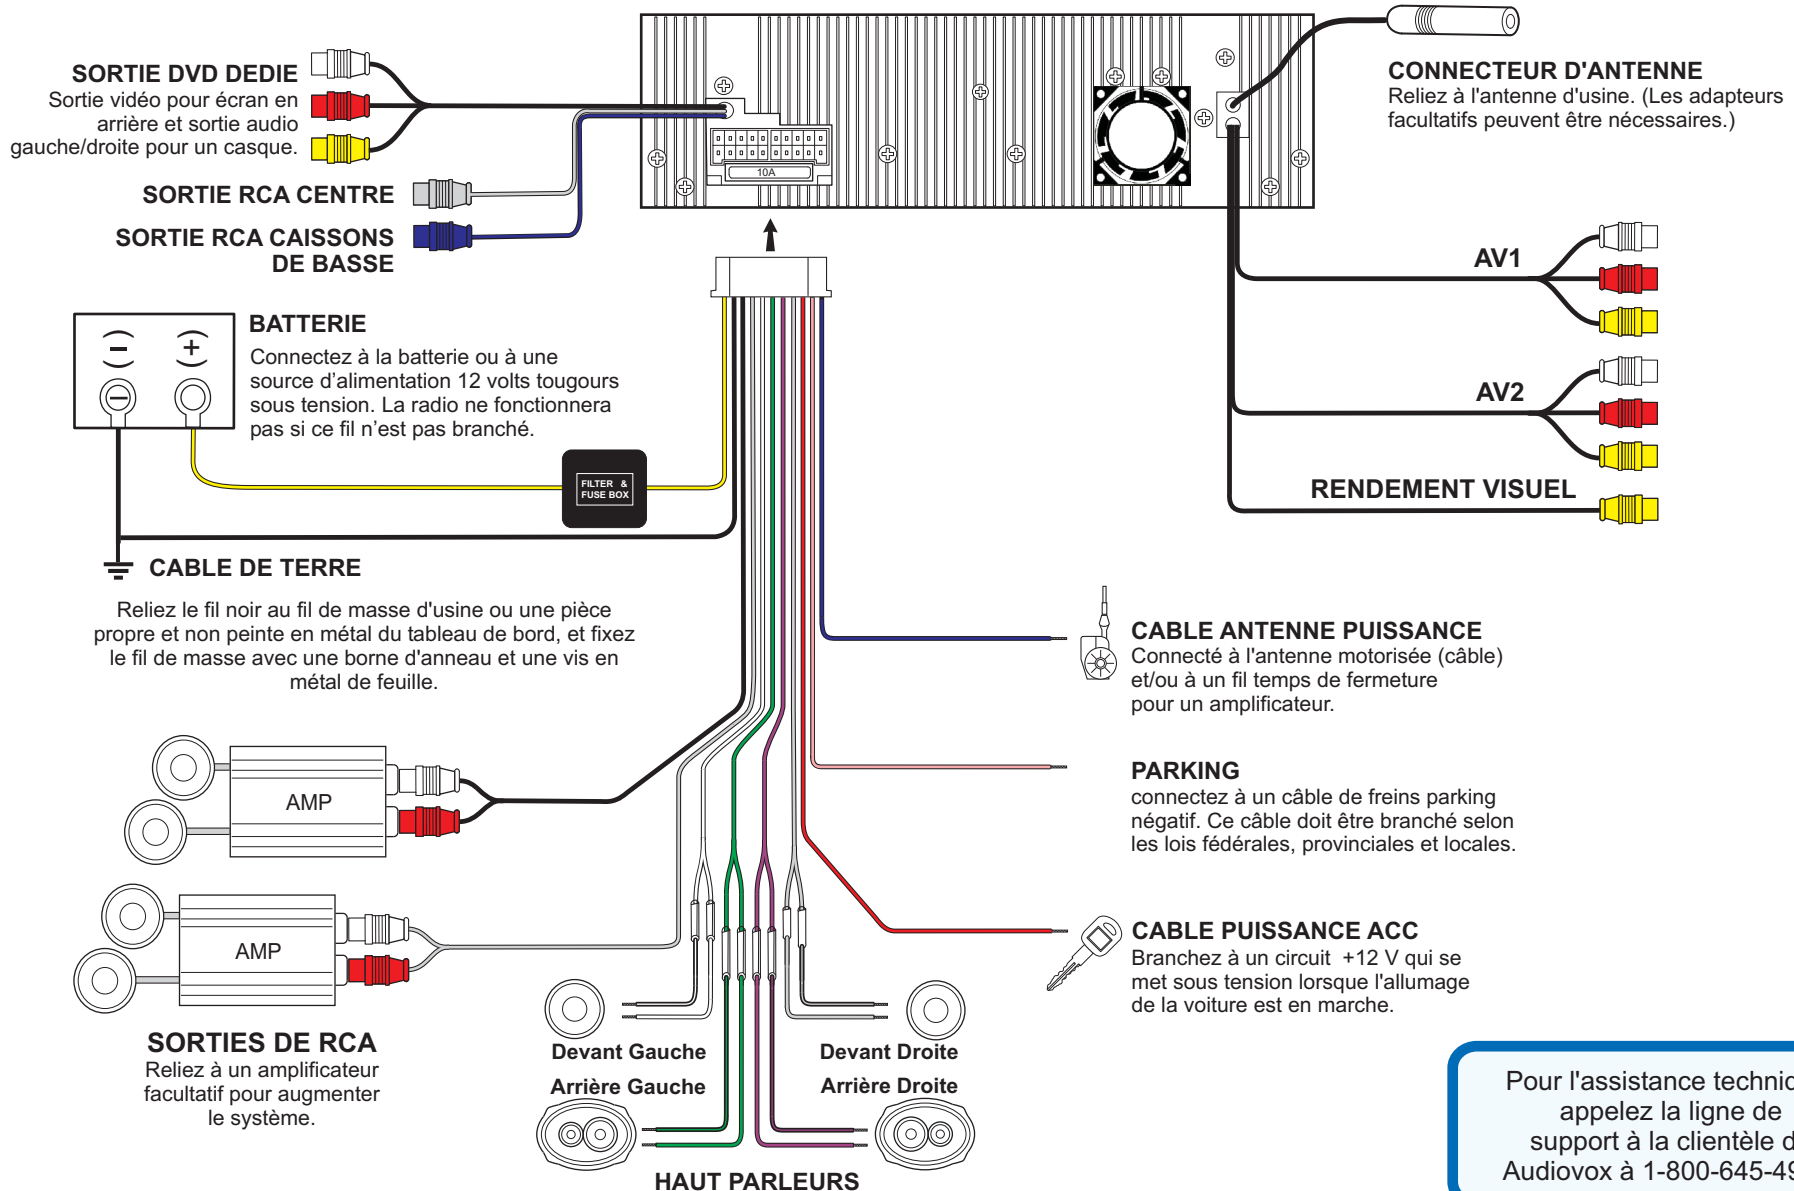 SORTIE DVD DEDIE
Sortie vidéo pour écran en
arrière et sortie audio
gauche/droite pour un casque.
SORTIE RCA CENTRE
SORTIE RCA CAISSONS
DE BASSE
10A
CONNECTEUR D'ANTENNE
Reliez à l'antenne d'usine. (Les adapteurs
facultatifs peuvent être nécessaires.)
AV1
AV2
RENDEMENT VISUEL
BATTERIE
Connectez à la batterie ou à une
source d’alimentation 12 volts tougours
sous tension. La radio ne fonctionnera
pas si ce fil n’est pas branché.
(-)
(+)
FILTER &
FUSE BOX
CABLE DE TERRE
Reliez le fil noir au fil de masse d'usine ou une pièce
propre et non peinte en métal du tableau de bord, et fixez
le fil de masse avec une borne d'anneau et une vis en
métal de feuille.
CABLE ANTENNE PUISSANCE
Connecté à l'antenne motorisée (câble)
et/ou à un fil temps de fermeture
pour un amplificateur.
PARKING
connectez à un câble de freins parking
négatif. Ce câble doit être branché selon
les lois fédérales, provinciales et locales.
CABLE PUISSANCE ACC
Branchez à un circuit +12 V qui se
met sous tension lorsque l'allumage
de la voiture est en marche.
AMP
AMP
SORTIES DE RCA
Reliez à un amplificateur
facultatif pour augmenter
le système.
Devant Gauche
Devant Droite
Arrière Gauche
Arrière Droite
HAUT PARLEURS
Pour l'assistance
appelez la ligne de
support à la clientèle
Audiovox à 1-800-645-49